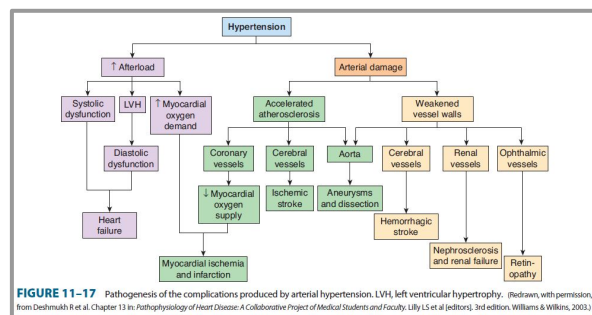 Hypertension
↑ Afterload
Arterial damage
Systolic
dysfunction
LVH
↑ Myocardial
oxygen
demand
Accelerated
atherosclerosis
Weakened
vessel walls
Diastolic
dysfunction
Coronary
vessels
Cerebral
vessels
Aorta
Cerebral
vessels
Renal
vessels
Ophthalmic
vessels
↓ Myocardial
oxygen
supply
Ischemic
stroke
Aneurysms
and dissection
Heart
failure
Hemorrhagic
stroke
Myocardial ischemia
and infarction
Nephrosclerosis
and renal failure
Retin-
opathy
FIGURE 11–17 Pathogenesis of the complications produced by arterial hypertension. LVH, left ventricular hypertrophy. (Redrawn, with permission,
from Deshmukh R et al. Chapter 13 in: Pathophysiology of Heart Disease: A Collaborative Project of Medical Students and Faculty. Lilly LS et al [editors]. 3rd edition. Williams & Wilkins, 2003.)